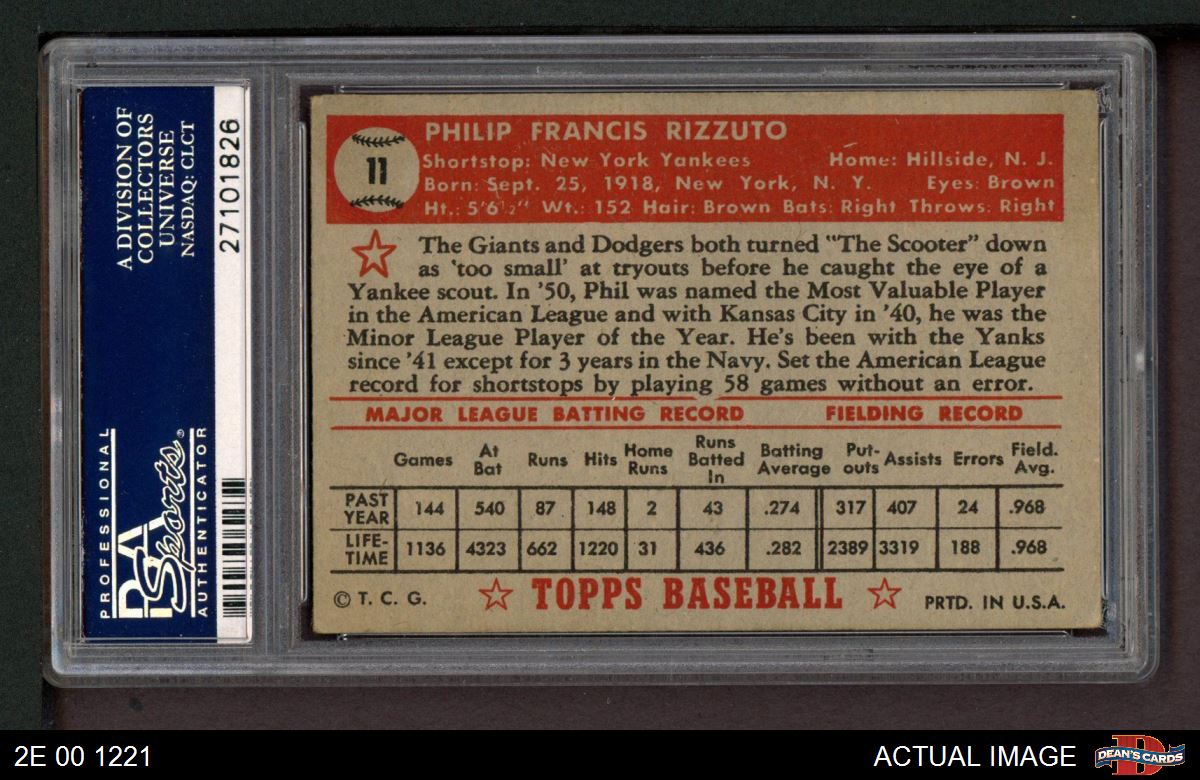 A DIVISION OF
COLLECTORS
UNIVERSE
NASDAQ: CLCT
27101826
PROFESSIONAL
PSA
Sports®
AUTHENTICATOR
11
PHILIP FRANCIS RIZZUTO
Shortstop: New York Yankees Home: Hillside, N. J.
Born: Sept. 25, 1918, New York, N. Y. Eyes: Brown
Ht.: 5'6½" Wt.: 152 Hair: Brown Bats: Right Throws: Right
The Giants and Dodgers both turned "The Scooter" down
as 'too small' at tryouts before he caught the eye of a
Yankee scout. In '50, Phil was named the Most Valuable Player
in the American League and with Kansas City in '40, he was the
Minor League Player of the Year. He's been with the Yanks
since '41 except for 3 years in the Navy. Set the American League
record for shortstops by playing 58 games without an error.
MAJOR LEAGUE BATTING RECORD FIELDING RECORD
Games At Bat Runs Hits Home Runs Runs Batted In Batting Average Put-outs Assists Errors Field. Avg.
PAST YEAR 144 540 87 148 2 43 .274 317 407 24 .968
LIFE-TIME 1136 4323 662 1220 31 436 .282 2389 3319 188 .968
© T. C. G. TOPPS BASEBALL PRTD. IN U.S.A.
2E 00 1221 ACTUAL IMAGE DEAN'S CARDS